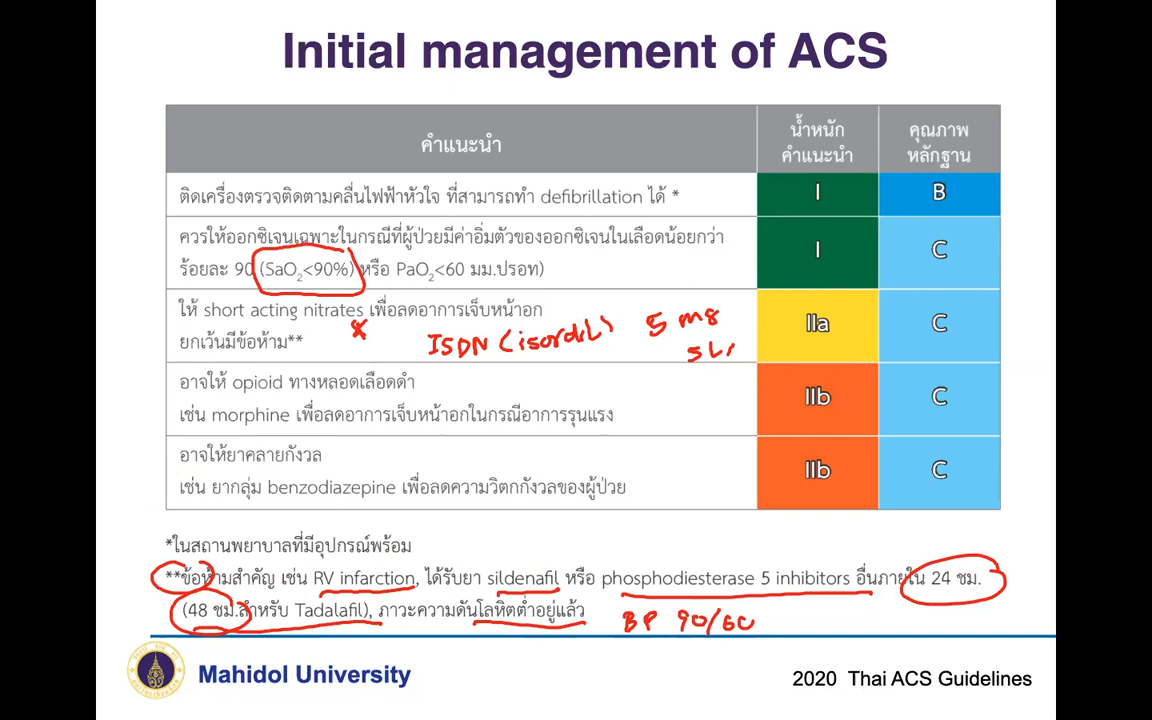 Initial management of ACS
คำแนะนำ
น้ำหนัก
คำแนะนำ
คุณภาพ
หลักฐาน
ติดเครื่องตรวจติดตามคลื่นไฟฟ้าหัวใจ ที่สามารถทำ defibrillation ได้ *
I
B
ควรให้ออกซิเจนเฉพาะในกรณีที่ผู้ป่วยมีค่าอิ่มตัวของออกซิเจนในเลือดน้อยกว่า
ร้อยละ 90 (SaO₂<90%) หรือ PaO₂<60 มม.ปรอท)
I
C
ให้ short acting nitrates เพื่อลดอาการเจ็บหน้าอก
ยกเว้นมีข้อห้าม**
* ISDN (isordil) 5 mg
IIa
C
อาจให้ opioid ทางหลอดเลือดดำ
เช่น morphine เพื่อลดอาการเจ็บหน้าอกในกรณีอาการรุนแรง
IIb
C
อาจให้ยาคลายกังวล
เช่น ยากลุ่ม benzodiazepine เพื่อลดความวิตกกังวลของผู้ป่วย
IIb
C
*ในสถานพยาบาลที่มีอุปกรณ์พร้อม
**ข้อห้ามสำคัญ เช่น RV infarction, ได้รับยา sildenafil หรือ phosphodiesterase 5 inhibitors อื่นภายใน 24 ชม.
(48 ชม.สำหรับ Tadalafil), ภาวะความดันโลหิตต่ำอยู่แล้ว
BP 90/60
Mahidol University
2020 Thai ACS Guidelines